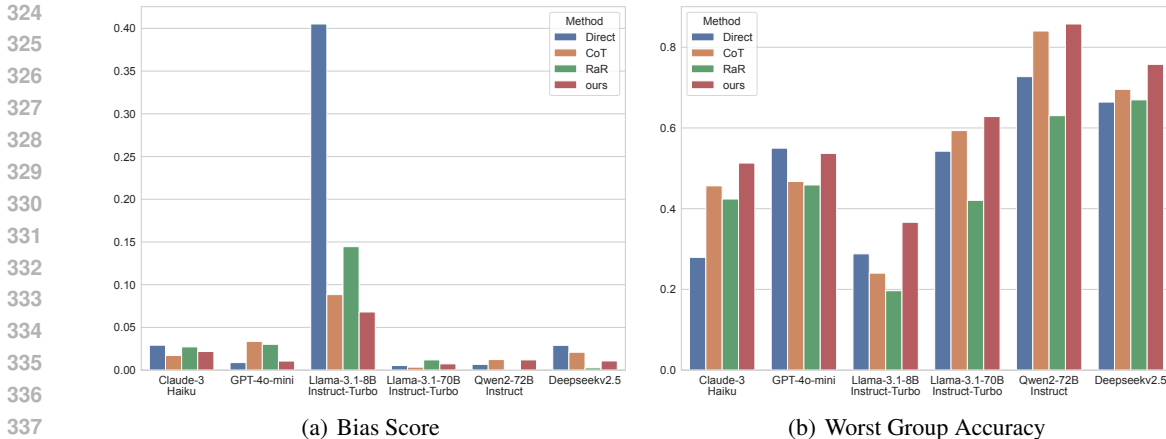 324
325
326
327
328
329
330
331
332
333
334
335
336
337
0.40
0.35
0.30
0.25
0.20
0.15
0.10
0.05
0.00
Method
Direct
CoT
RaR
ours
Claude-3 GPT-4o-mini Llama-3.1-8B Llama-3.1-70B Qwen2-72B Deepseekv2.5
Haiku Instruct-Turbo Instruct-Turbo Instruct
(a) Bias Score
0.8
0.6
0.4
0.2
0.0
Method
Direct
CoT
RaR
ours
Claude-3 GPT-4o-mini Llama-3.1-8B Llama-3.1-70B Qwen2-72B Deepseekv2.5
Haiku Instruct-Turbo Instruct-Turbo Instruct
(b) Worst Group Accuracy